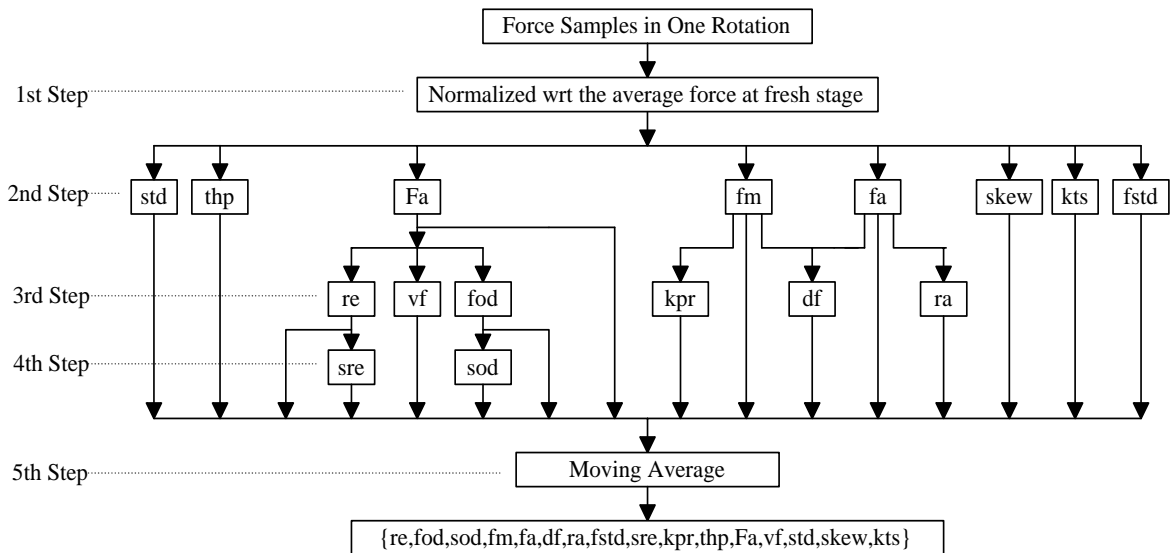 Force Samples in One Rotation
1st Step
Normalized wrt the average force at fresh stage
2nd Step
std
thp
Fa
fm
fa
skew
kts
fstd
3rd Step
re
vf
fod
kpr
df
ra
4th Step
sre
sod
5th Step
Moving Average
{re,fod,sod,fm,fa,df,ra,fstd,sre,kpr,thp,Fa,vf,std,skew,kts}